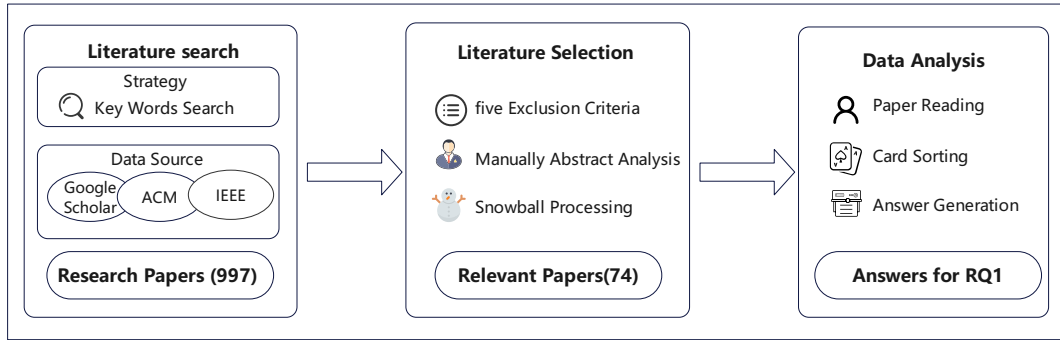 Literature search
Strategy
Key Words Search
Data Source
Google
Scholar
ACM
IEEE
Research Papers (997)
Literature Selection
five Exclusion Criteria
Manually Abstract Analysis
Snowball Processing
Relevant Papers(74)
Data Analysis
Paper Reading
Card Sorting
Answer Generation
Answers for RQ1